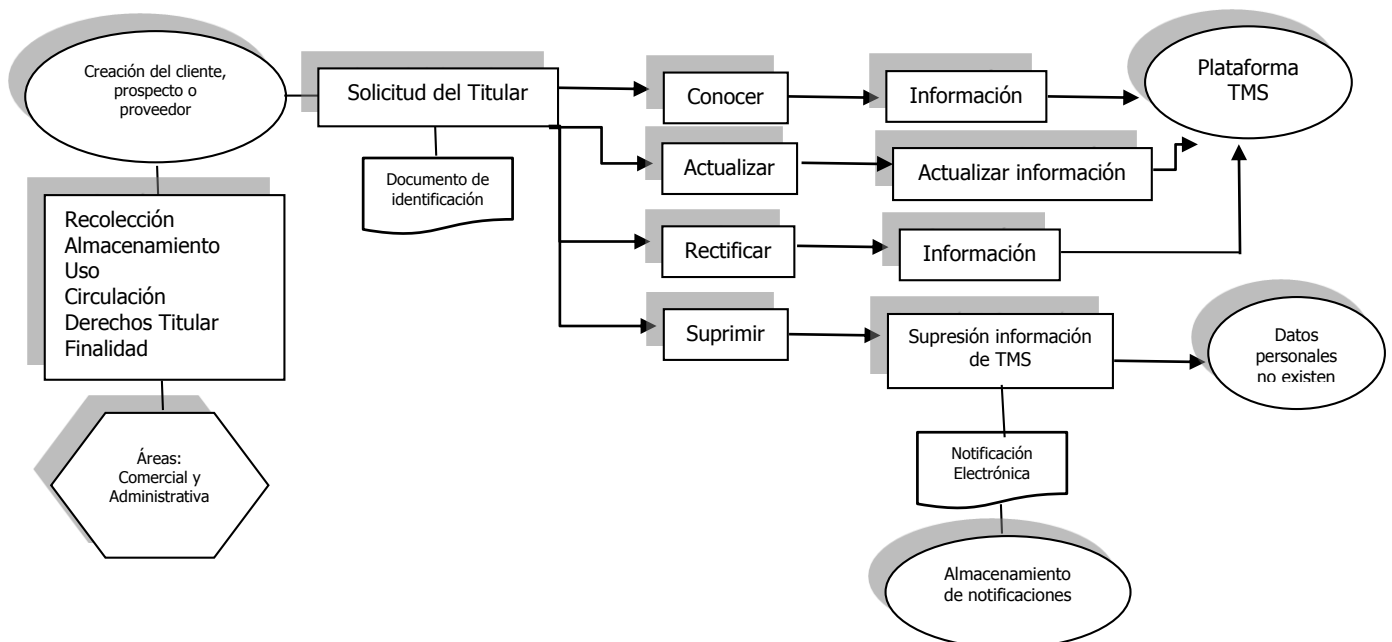 Creación del cliente,
prospecto o
proveedor
Solicitud del Titular
Conocer
Información
Plataforma
TMS
Documento de
identificación
Actualizar
Actualizar información
Recolección
Almacenamiento
Uso
Circulación
Derechos Titular
Finalidad
Rectificar
Información
Suprimir
Supresión información
de TMS
Datos
personales
no existen
Áreas:
Comercial y
Administrativa
Notificación
Electrónica
Almacenamiento
de notificaciones